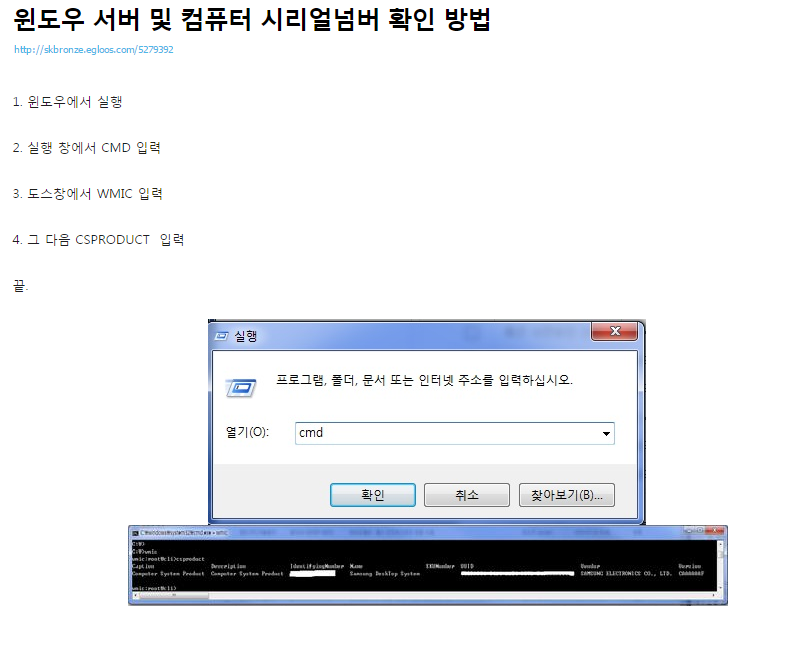 윈도우 서버 및 컴퓨터 시리얼넘버 확인 방법
http://skbronze.egloos.com/5279392
1. 윈도우에서 실행
2. 실행 창에서 CMD 입력
3. 도스창에서 WMIC 입력
4. 그 다음 CSPRODUCT 입력
끝.
실행
프로그램, 폴더, 문서 또는 인터넷 주소를 입력하십시오.
열기(O):
cmd
확인
취소
찾아보기(B)...
C:\Windows\system32\cmd.exe - wmic
C:\>wmic
wmic:root\cli>csproduct
Caption Description IdentifyingNumber Name SKUNumber UUID Vendor Version
Computer System Product Computer System Product Samsung DeskTop System SAMSUNG ELECTRONICS CO., LTD.
wmic:root\cli>